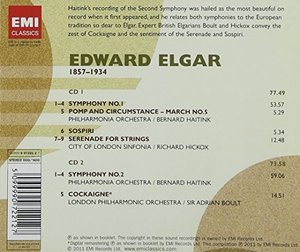 EMI
CLASSICS
Haitink's recording of the Second Symphony was hailed as the most beautiful on
record when it first appeared, and he relates both symphonies to the European
tradition so dear to Elgar. Expert British Elgarians Boult and Hickox convey the
zest of Cockaigne and the sentiment of the Serenade and Sospiri.
EDWARD ELGAR
1857–1934
CD 1 77.49
1–4 SYMPHONY NO.1 53.57
5 POMP AND CIRCUMSTANCE – MARCH NO.5 5.29
PHILHARMONIA ORCHESTRA / BERNARD HAITINK
6 SOSPIRI 5.34
7–9 SERENADE FOR STRINGS 12.48
CITY OF LONDON SINFONIA / RICHARD HICKOX
CD 2 73.58
1–4 SYMPHONY NO.2 59.06
PHILHARMONIA ORCHESTRA / BERNARD HAITINK
5 COCKAIGNE* 14.51
LONDON PHILHARMONIC ORCHESTRA / SIR ADRIAN BOULT
www.emiclassics.com